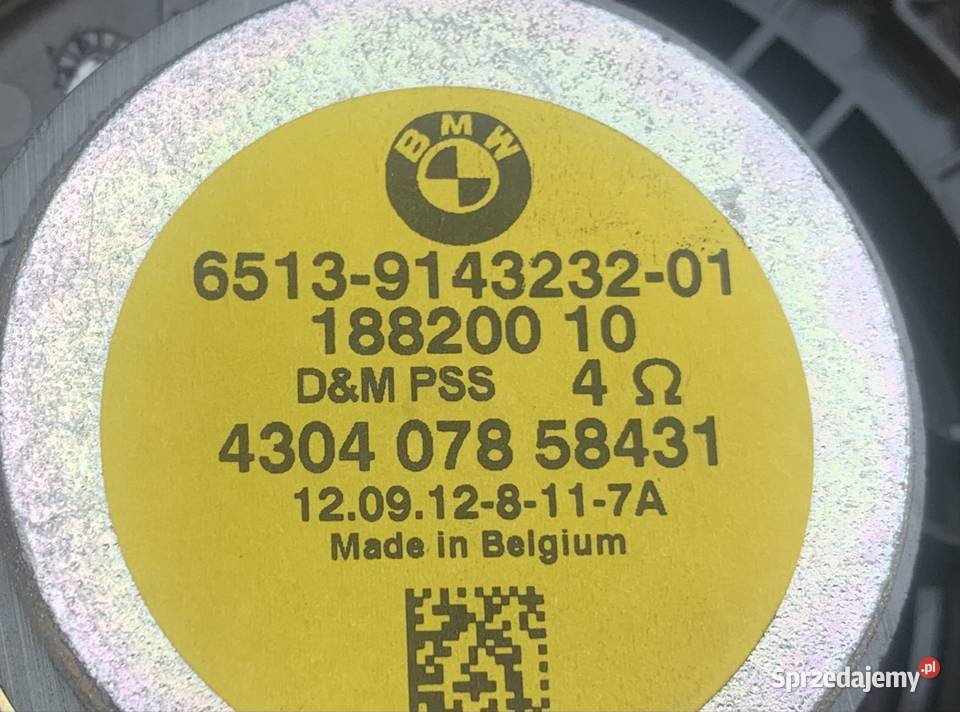 BMW
6513-9143232-01
188200 10
D&M PSS 4 Ω
4304 078 58431
12.09.12-8-11-7A
Made in Belgium
Sprzedajemy.pl